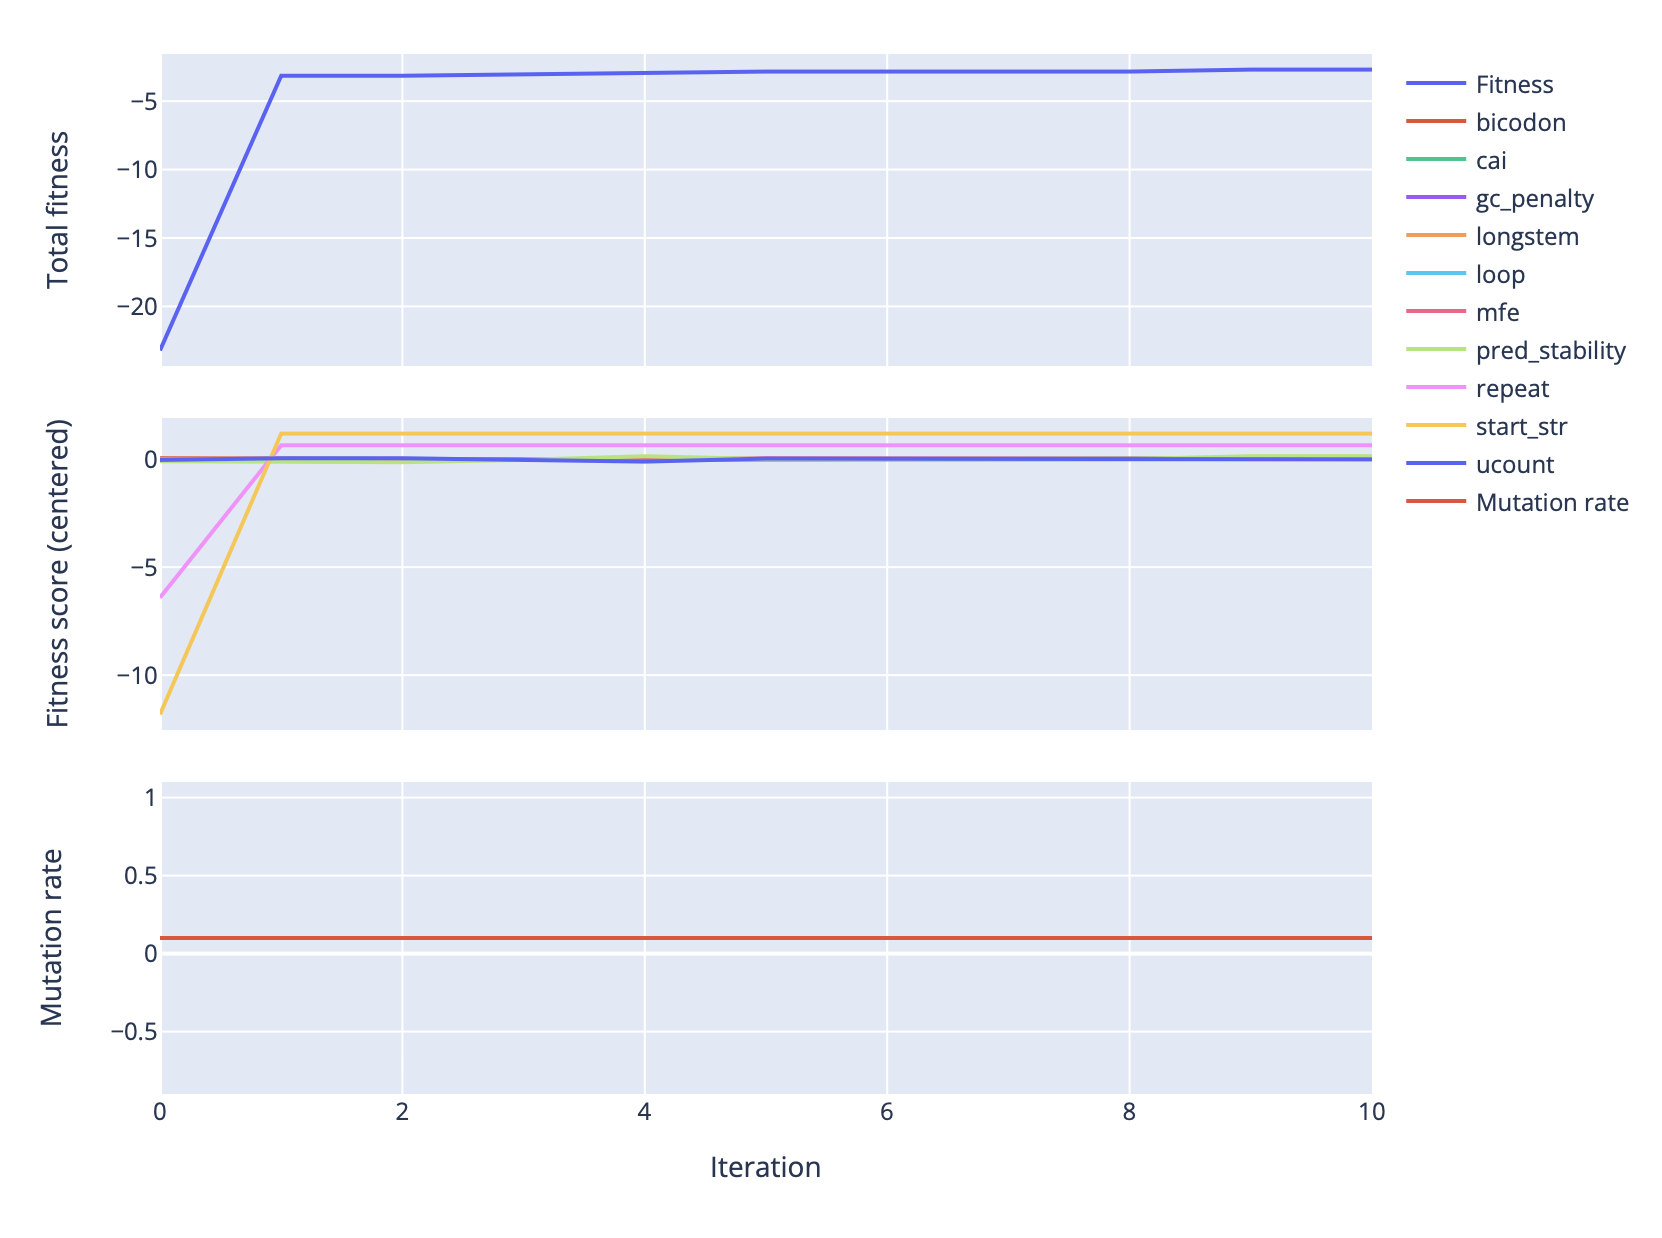 Total fitness
−5
−10
−15
−20
Fitness score (centered)
0
−5
−10
Mutation rate
1
0.5
0
−0.5
0 2 4 6 8 10
Iteration
Fitness
bicodon
cai
gc_penalty
longstem
loop
mfe
pred_stability
repeat
start_str
ucount
Mutation rate